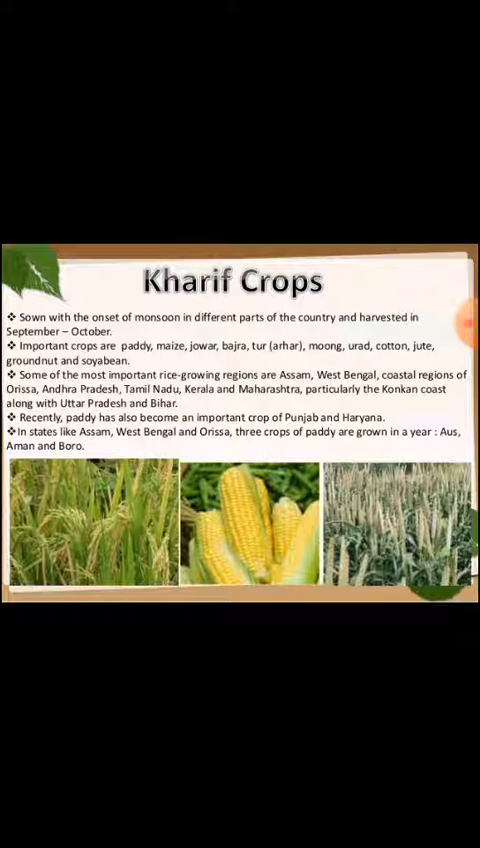 Kharif Crops
❖ Sown with the onset of monsoon in different parts of the country and harvested in
September – October.
❖ Important crops are paddy, maize, jowar, bajra, tur (arhar), moong, urad, cotton, jute,
groundnut and soyabean.
❖ Some of the most important rice-growing regions are Assam, West Bengal, coastal regions of
Orissa, Andhra Pradesh, Tamil Nadu, Kerala and Maharashtra, particularly the Konkan coast
along with Uttar Pradesh and Bihar.
❖ Recently, paddy has also become an important crop of Punjab and Haryana.
❖In states like Assam, West Bengal and Orissa, three crops of paddy are grown in a year : Aus,
Aman and Boro.